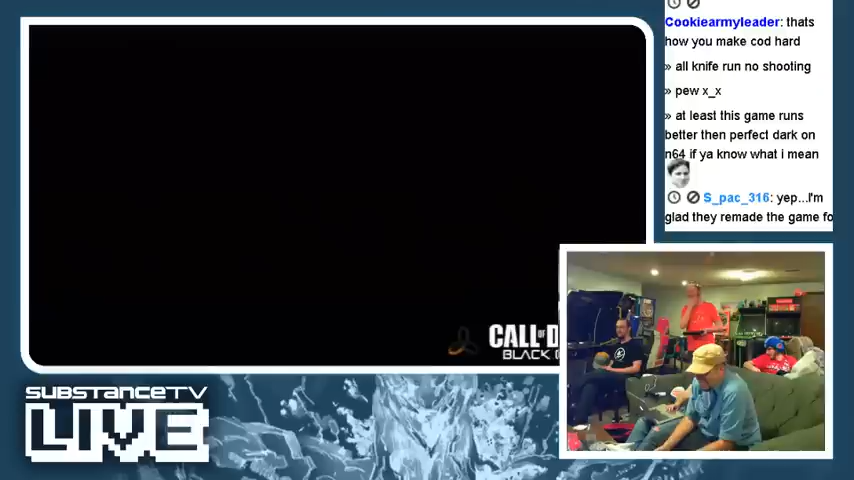 Cookiearmyleader: thats
how you make cod hard
» all knife run no shooting
» pew x_x
» at least this game runs
better then perfect dark on
n64 if ya know what i mean
S_pac_316: yep...I'm
glad they remade the game fo
CALL OF D
BLACK
SUBSTANCETV
LIVE